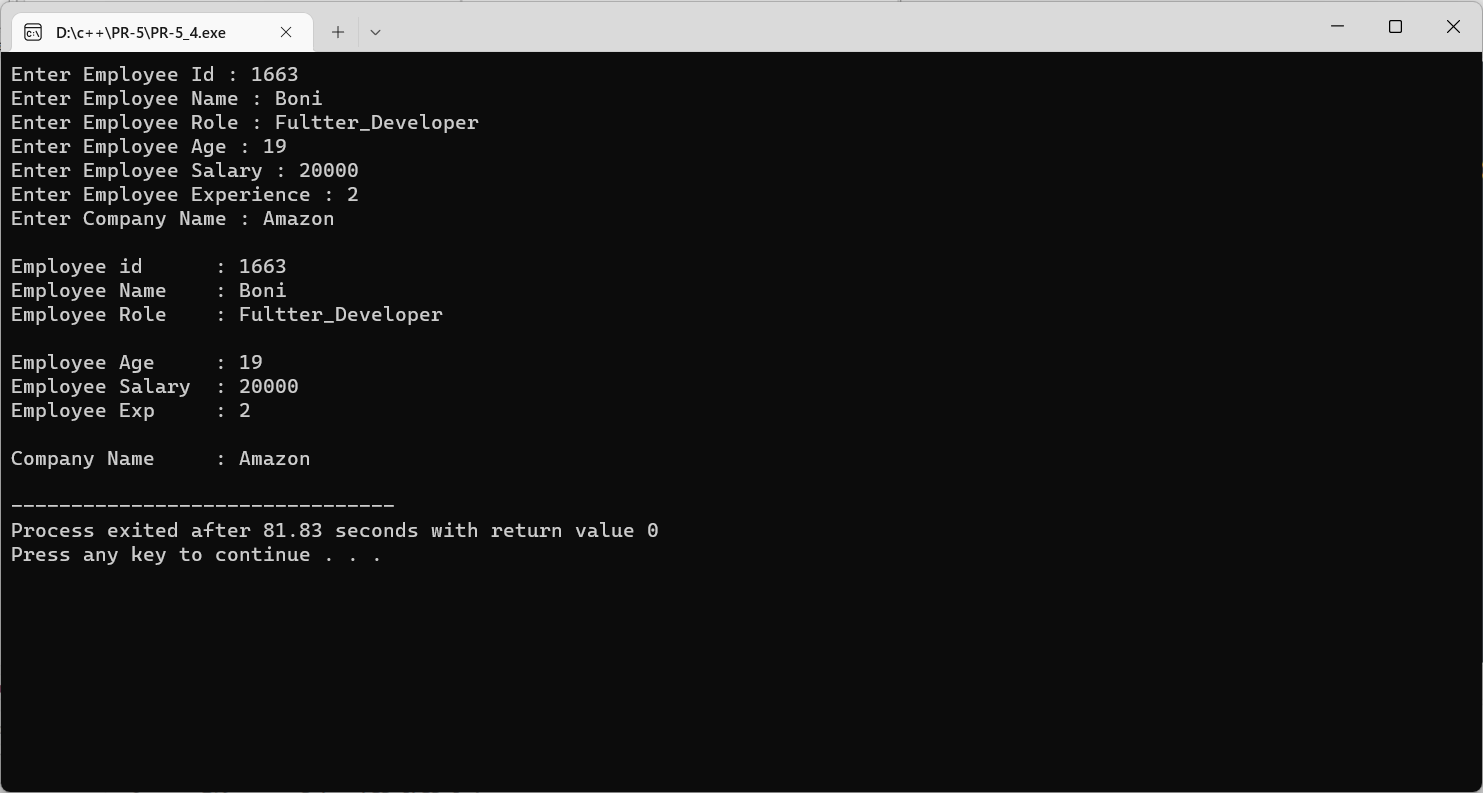 D:\c++\PR-5\PR-5_4.exe
Enter Employee Id : 1663
Enter Employee Name : Boni
Enter Employee Role : Fultter_Developer
Enter Employee Age : 19
Enter Employee Salary : 20000
Enter Employee Experience : 2
Enter Company Name : Amazon
Employee id      : 1663
Employee Name    : Boni
Employee Role    : Fultter_Developer
Employee Age     : 19
Employee Salary  : 20000
Employee Exp     : 2
Company Name     : Amazon
--------------------------------
Process exited after 81.83 seconds with return value 0
Press any key to continue . . .